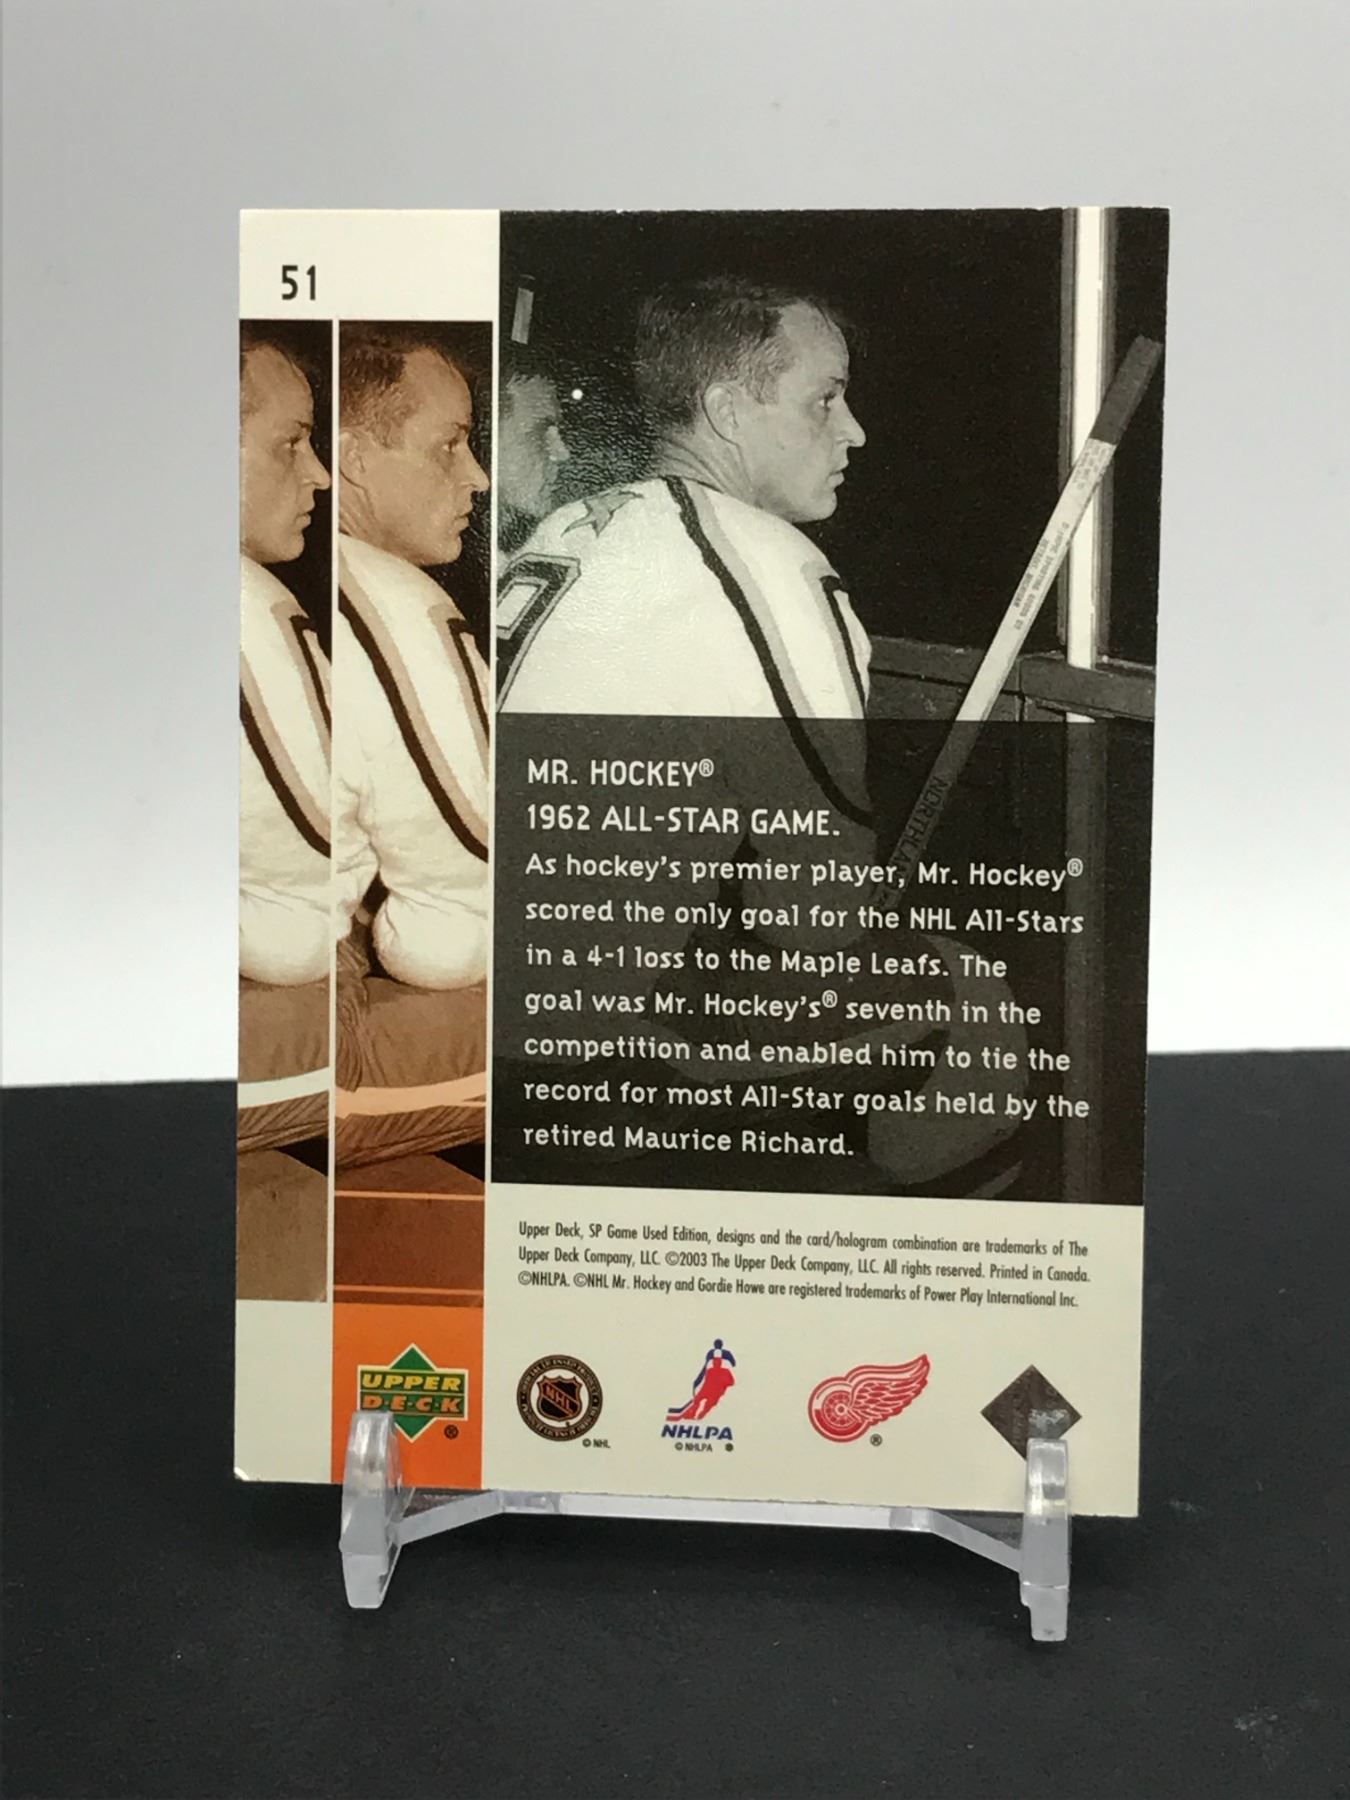 51
MR. HOCKEY®
1962 ALL-STAR GAME.
As hockey's premier player, Mr. Hockey®
scored the only goal for the NHL All-Stars
in a 4-1 loss to the Maple Leafs. The
goal was Mr. Hockey's® seventh in the
competition and enabled him to tie the
record for most All-Star goals held by the
retired Maurice Richard.
Upper Deck, SP Game Used Edition, designs and the card/hologram combination are trademarks of The
Upper Deck Company, LLC. ©2003 The Upper Deck Company, LLC. All rights reserved. Printed in Canada.
©NHLPA. ©NHL Mr. Hockey and Gordie Howe are registered trademarks of Power Play International Inc.
UPPER
D·E·C·K
®
NHL
© NHL
NHLPA
© NHLPA ®
®